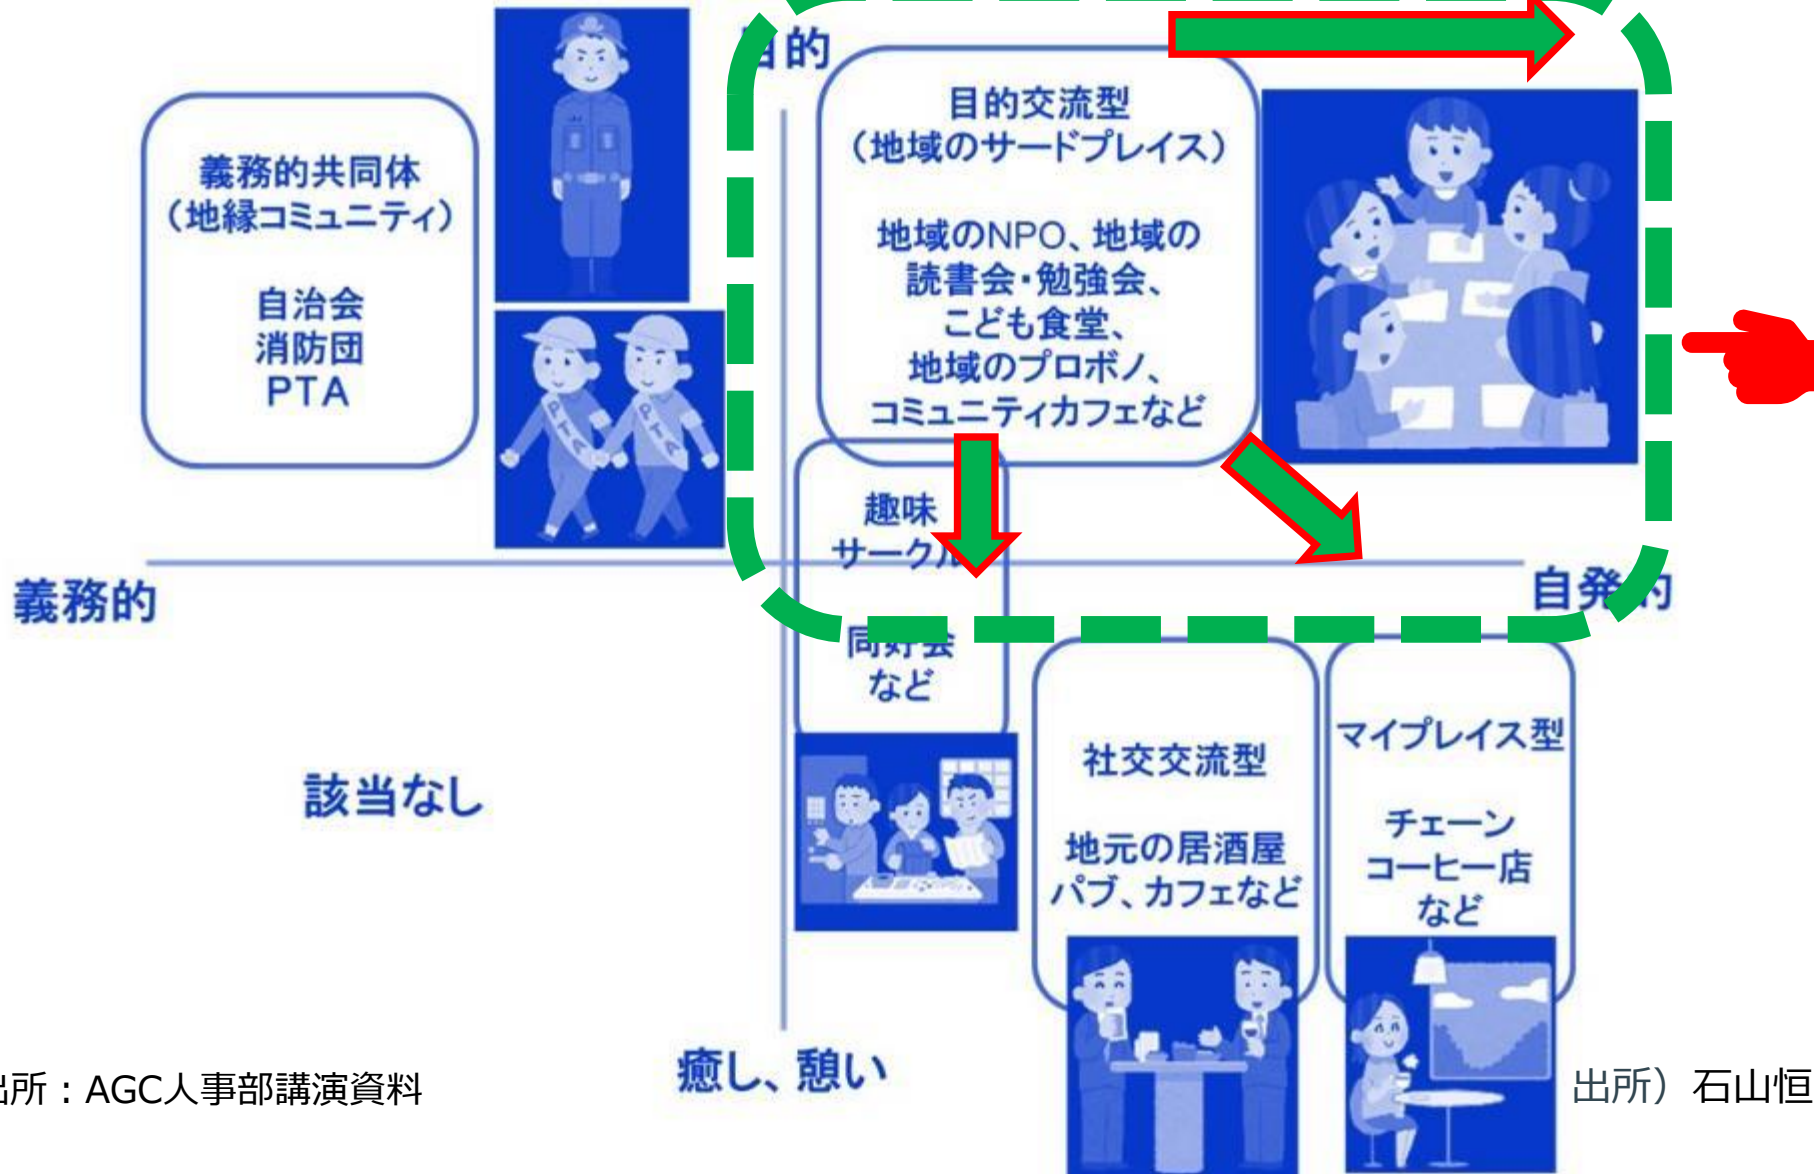 目的
義務的共同体
（地縁コミュニティ）
自治会
消防団
PTA
目的交流型
（地域のサードプレイス）
地域のNPO、地域の
読書会・勉強会、
こども食堂、
地域のプロボノ、
コミュニティカフェなど
PTA
PTA
趣味
サークル
同好会
など
義務的
自発的
該当なし
社交交流型
地元の居酒屋
パブ、カフェなど
マイプレイス型
チェーン
コーヒー店
など
癒し、憩い
出所：AGC人事部講演資料
出所）石山恒